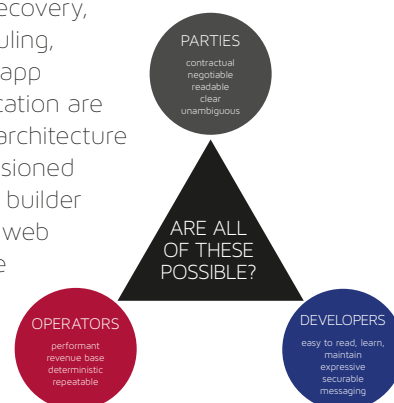 ecovery,
uling,
app
cation are
architecture
sioned
builder
web
e
PARTIES
contractual
negotiable
readable
clear
unambiguous
ARE ALL
OF THESE
POSSIBLE?
OPERATORS
performant
revenue base
deterministic
repeatable
DEVELOPERS
easy to read, learn,
maintain
expressive
securable
messaging